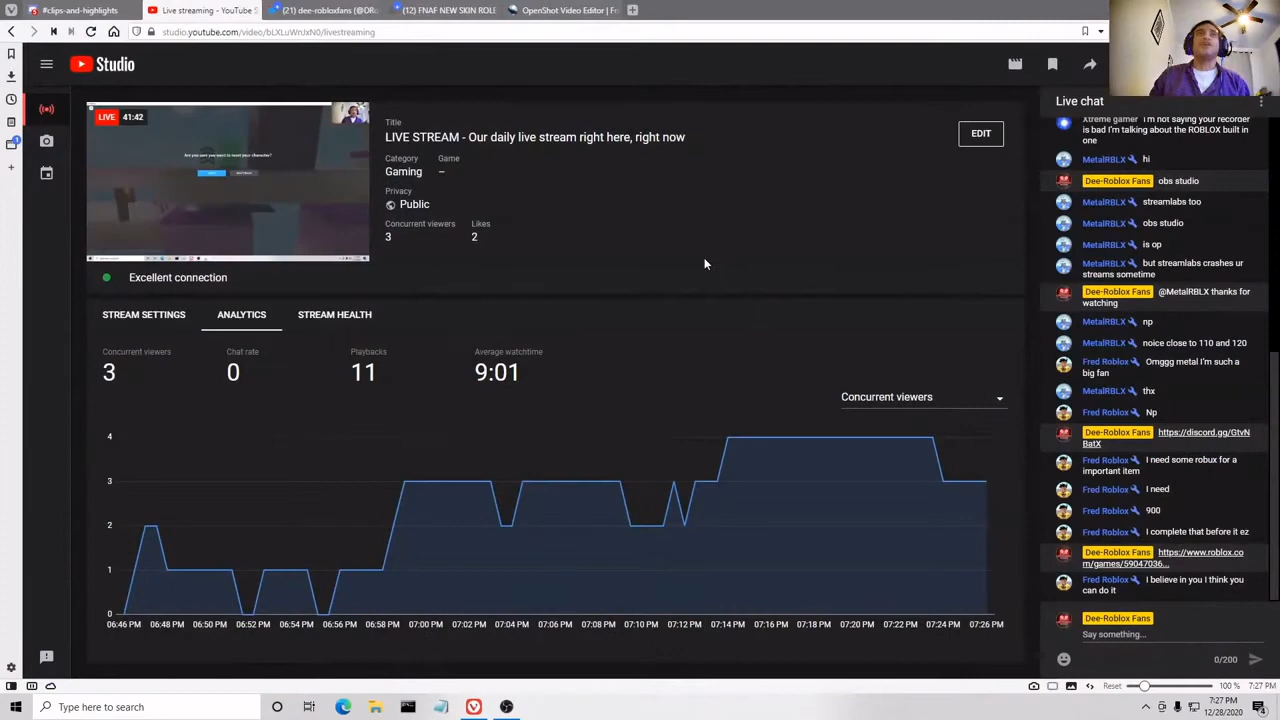 #clips-and-highlights
Live streaming - YouTube S
(21) dee-robloxfans (@DRo
(12) FNAF NEW SKIN ROLE
OpenShot Video Editor | Fr
studio.youtube.com/video/bLXLuWnJxN0/livestreaming
Studio
LIVE
41:42
Are you sure you want to reset your character?
Title
LIVE STREAM - Our daily live stream right here, right now
EDIT
Category
Game
Gaming
–
Privacy
Public
Concurrent viewers
Likes
3
2
Excellent connection
STREAM SETTINGS
ANALYTICS
STREAM HEALTH
Concurrent viewers
Chat rate
Playbacks
Average watchtime
3
0
11
9:01
Concurrent viewers
4
3
2
1
0
06:46 PM
06:48 PM
06:50 PM
06:52 PM
06:54 PM
06:56 PM
06:58 PM
07:00 PM
07:02 PM
07:04 PM
07:06 PM
07:08 PM
07:10 PM
07:12 PM
07:14 PM
07:16 PM
07:18 PM
07:20 PM
07:22 PM
07:24 PM
07:26 PM
Live chat
Xtreme gamer I'm not saying your recorder
is bad I'm talking about the ROBLOX built in
one
MetalRBLX hi
Dee-Roblox Fans obs studio
MetalRBLX streamlabs too
MetalRBLX obs studio
MetalRBLX is op
MetalRBLX but streamlabs crashes ur
streams sometime
Dee-Roblox Fans @MetalRBLX thanks for
watching
MetalRBLX np
MetalRBLX noice close to 110 and 120
Fred Roblox Omggg metal I'm such a
big fan
MetalRBLX thx
Fred Roblox Np
Dee-Roblox Fans https://discord.gg/GtvN
BatX
Fred Roblox I need some robux for a
important item
Fred Roblox I need
Fred Roblox 900
Fred Roblox I complete that before it ez
Dee-Roblox Fans https://www.roblox.co
m/games/59047036...
Fred Roblox I believe in you I think you
can do it
Dee-Roblox Fans
Say something...
0/200
Reset
100 %
7:27 PM
Type here to search
7:27 PM
12/28/2020